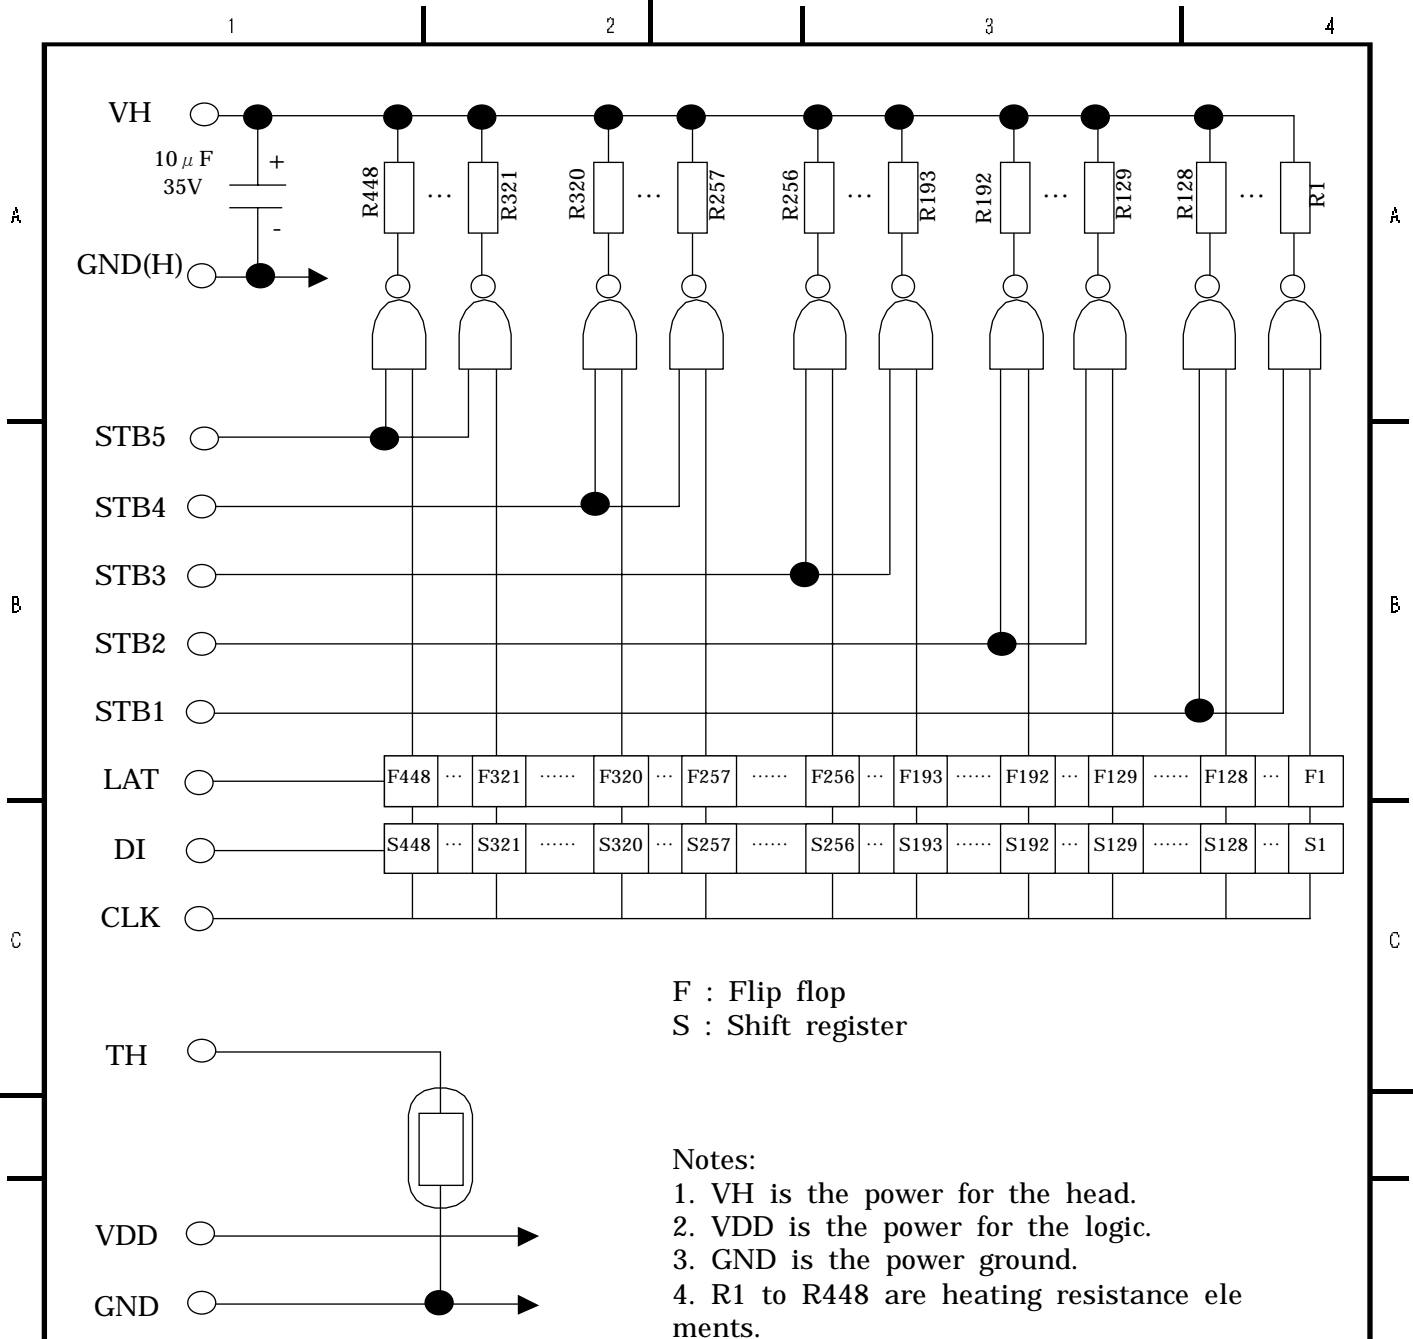 1 2 3 4
VH
10μF
35V
+
-
R448 … R321 R320 … R257 R256 … R193 R192 … R129 R128 … R1
A A
GND(H)
STB5
STB4
STB3
B B
STB2
STB1
LAT F448 … F321 …… F320 … F257 …… F256 … F193 …… F192 … F129 …… F128 … F1
DI S448 … S321 …… S320 … S257 …… S256 … S193 …… S192 … S129 …… S128 … S1
CLK
C C
F : Flip flop
S : Shift register
TH
Notes:
1. VH is the power for the head.
2. VDD is the power for the logic.
3. GND is the power ground.
4. R1 to R448 are heating resistance ele
ments.
VDD
GND